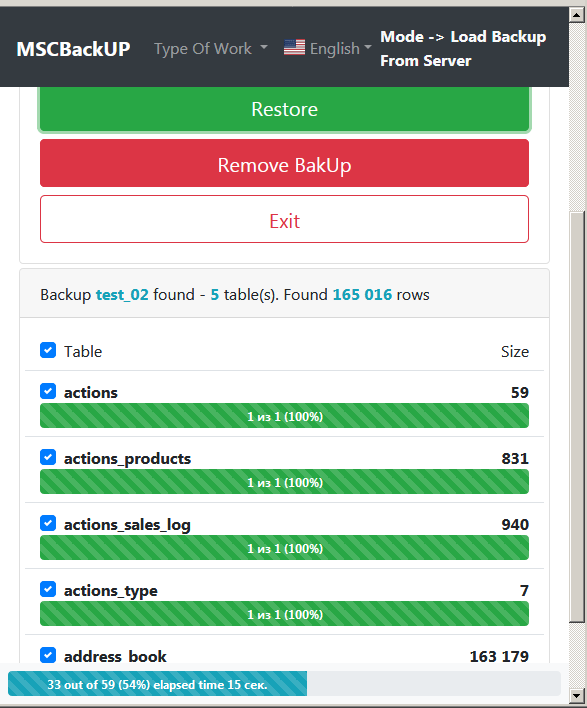 MSCBackUP Type Of Work English Mode -> Load Backup
From Server
Restore
Remove BakUp
Exit
Backup test_02 found - 5 table(s). Found 165 016 rows
Table Size
actions 59
1 из 1 (100%)
actions_products 831
1 из 1 (100%)
actions_sales_log 940
1 из 1 (100%)
actions_type 7
1 из 1 (100%)
address_book 163 179
33 out of 59 (54%) elapsed time 15 сек.